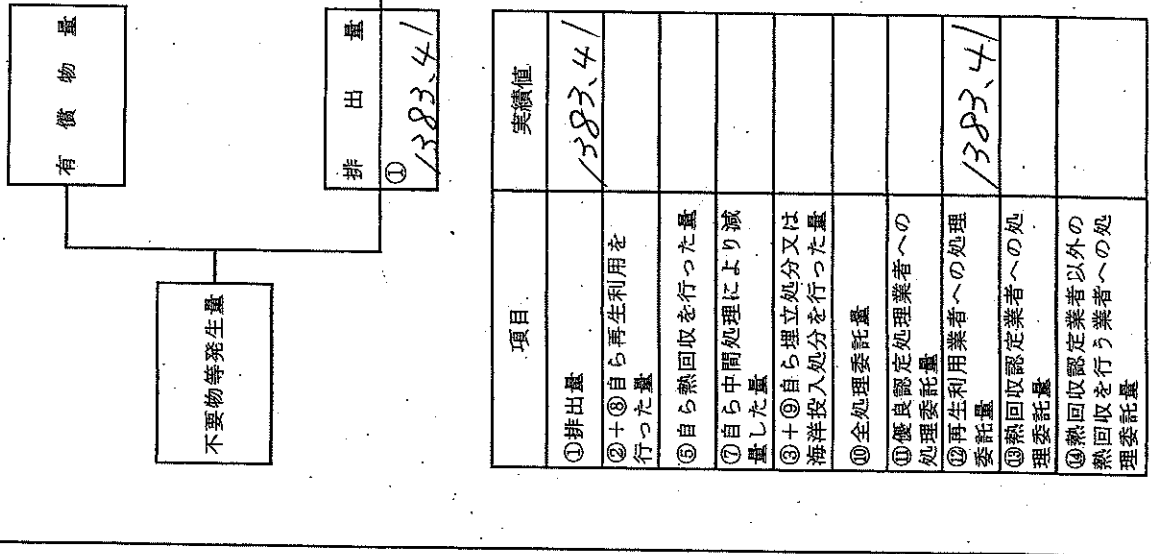 有償物量
不要物等発生量
排出量
①
1383.41
項目
実績値
①排出量
1383.41
②+⑧自ら再生利用を
行った量
⑤自ら熱回収を行った量
⑦自ら中間処理により減
量した量
③+⑨自ら埋立処分又は
海洋投入処分を行った量
⑩全処理委託量
⑪優良認定処理業者への
処理委託量
⑫再生利用業者への処理
委託量
1383.41
⑬熱回収認定業者への処
理委託量
⑭熱回収認定業者以外の
熱回収を行う業者への処
理委託量